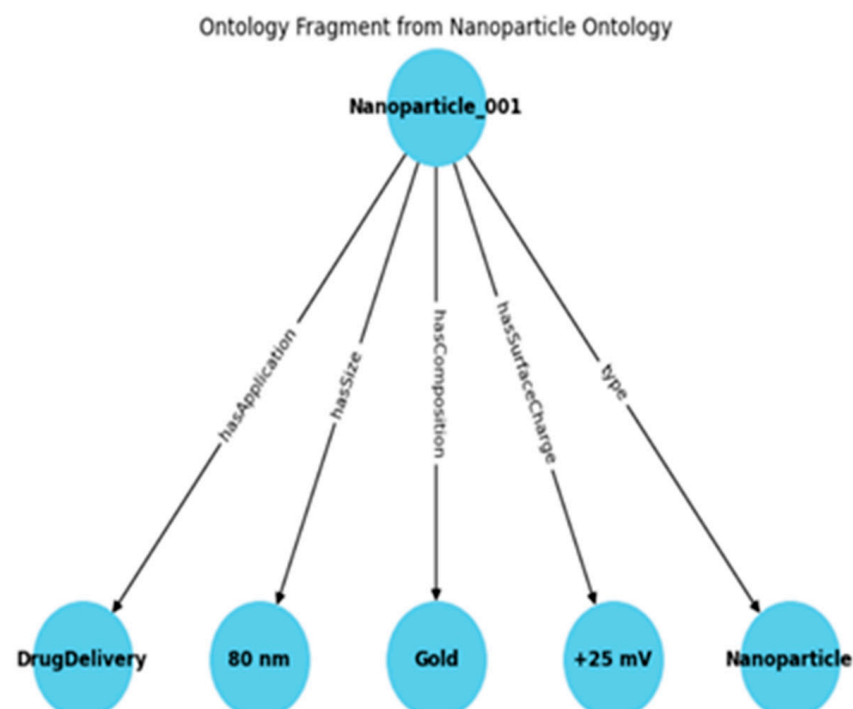 Ontology Fragment from Nanoparticle Ontology
Nanoparticle_001
hasApplication
hasSize
hasComposition
hasSurfaceCharge
type
DrugDelivery
80 nm
Gold
+25 mV
Nanoparticle